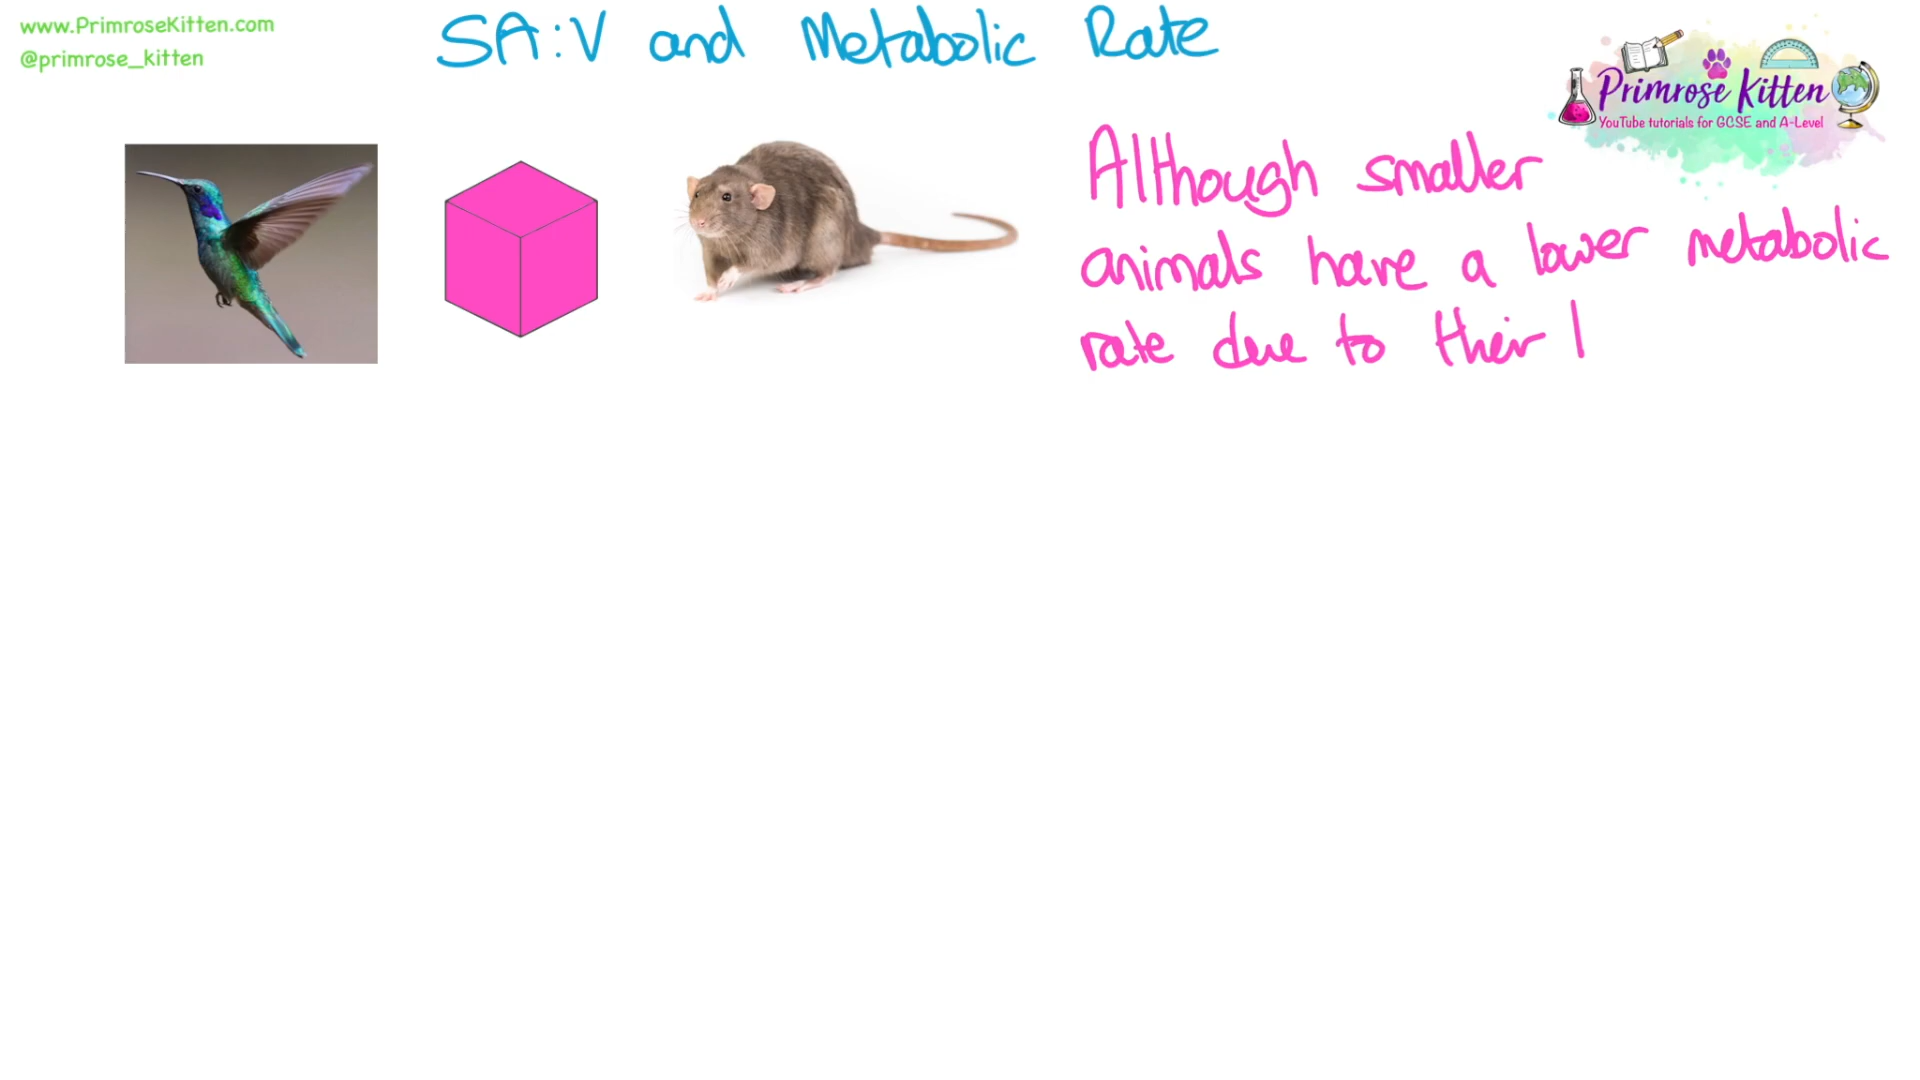 www.PrimroseKitten.com
@primrose_kitten
SA:V and Metabolic Rate
Primrose Kitten
YouTube tutorials for GCSE and A-Level
Although smaller
animals have a lower metabolic
rate due to their l